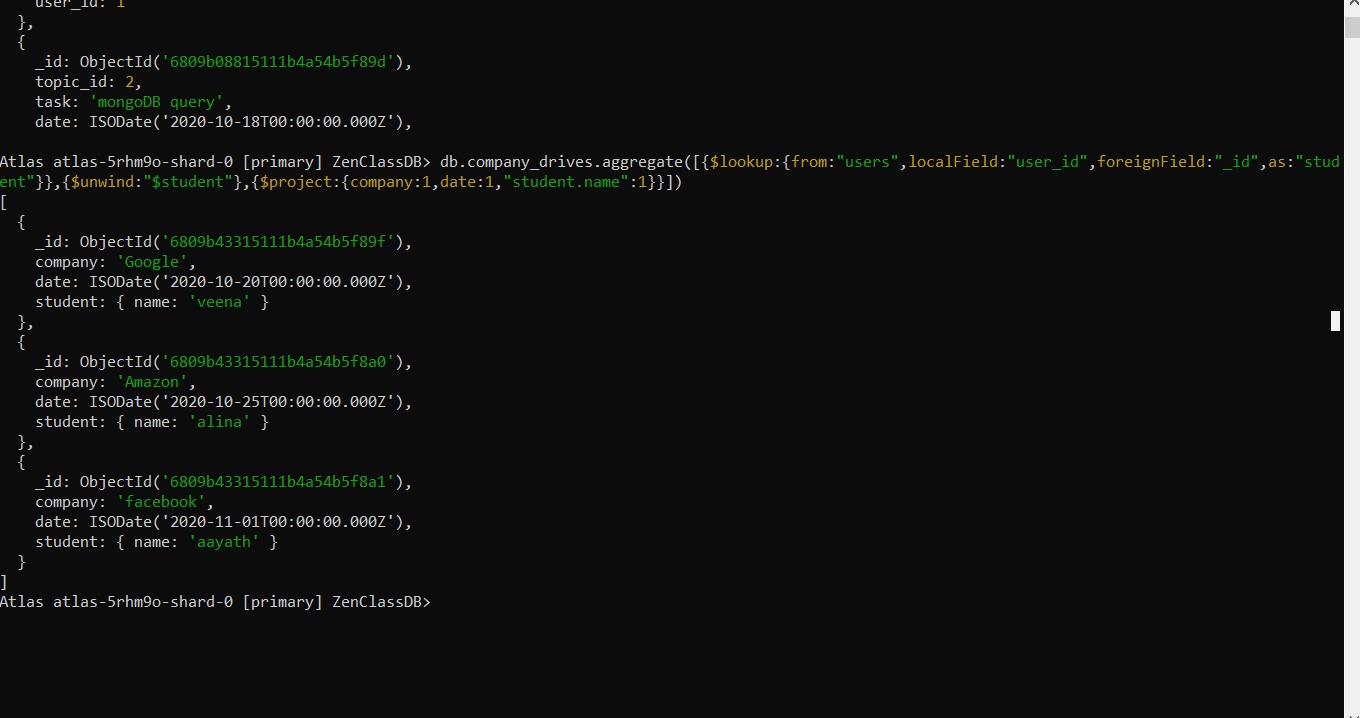 user_id: 1
},
{
_id: ObjectId('6809b08815111b4a54b5f89d'),
topic_id: 2,
task: 'mongoDB query',
date: ISODate('2020-10-18T00:00:00.000Z'),
Atlas atlas-5rhm9o-shard-0 [primary] ZenClassDB> db.company_drives.aggregate([{$lookup:{from:"users",localField:"user_id",foreignField:"_id",as:"stud
ent"}},{$unwind:"$student"},{$project:{company:1,date:1,"student.name":1}}])
[
{
_id: ObjectId('6809b43315111b4a54b5f89f'),
company: 'Google',
date: ISODate('2020-10-20T00:00:00.000Z'),
student: { name: 'veena' }
},
{
_id: ObjectId('6809b43315111b4a54b5f8a0'),
company: 'Amazon',
date: ISODate('2020-10-25T00:00:00.000Z'),
student: { name: 'alina' }
},
{
_id: ObjectId('6809b43315111b4a54b5f8a1'),
company: 'facebook',
date: ISODate('2020-11-01T00:00:00.000Z'),
student: { name: 'aayath' }
}
]
Atlas atlas-5rhm9o-shard-0 [primary] ZenClassDB>